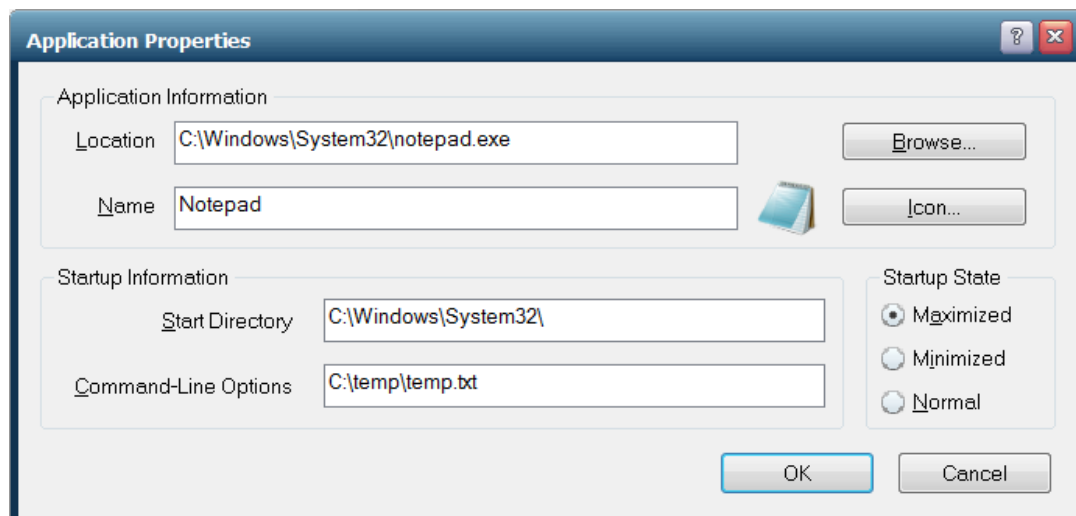 Application Properties
Application Information
Location C:\Windows\System32\notepad.exe Browse...
Name Notepad Icon...
Startup Information Startup State
Start Directory C:\Windows\System32\ Maximized
Minimized
Command-Line Options C:\temp\temp.txt
Normal
OK Cancel